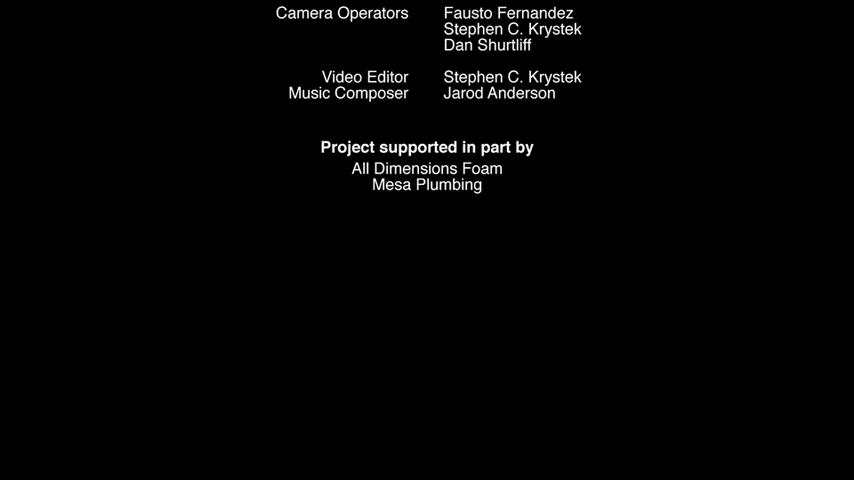 Camera Operators Fausto Fernandez
Stephen C. Krystek
Dan Shurtliff
Video Editor Stephen C. Krystek
Music Composer Jarod Anderson
Project supported in part by
All Dimensions Foam
Mesa Plumbing